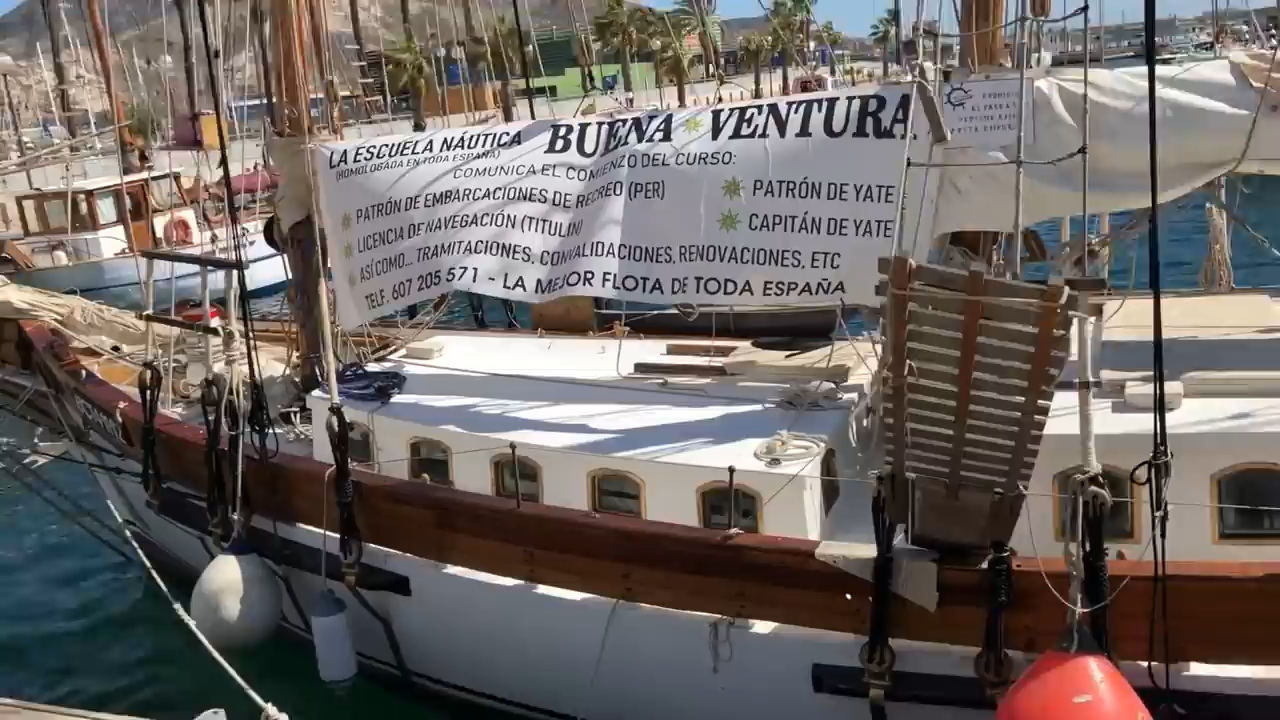 LA ESCUELA NÁUTICA BUENA VENTURA
(HOMOLOGADA EN TODA ESPAÑA)
COMUNICA EL COMIENZO DEL CURSO:
PATRÓN DE EMBARCACIONES DE RECREO (PER)
PATRÓN DE YATE
LICENCIA DE NAVEGACIÓN (TITULIN)
CAPITÁN DE YATE
ASÍ COMO... TRAMITACIONES, CONVALIDACIONES, RENOVACIONES, ETC
TELF. 607 205 571 - LA MEJOR FLOTA DE TODA ESPAÑA